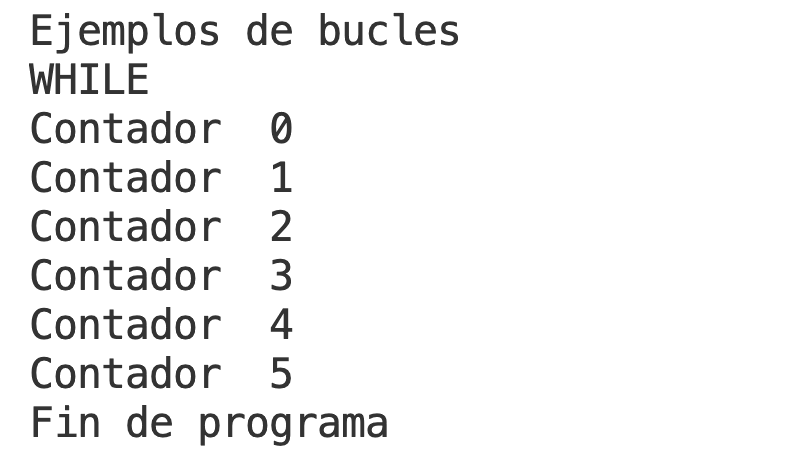 Ejemplos de bucles
WHILE
Contador  0
Contador  1
Contador  2
Contador  3
Contador  4
Contador  5
Fin de programa